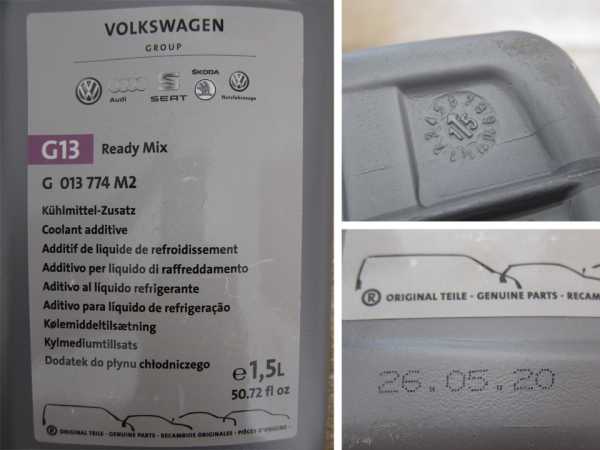 VOLKSWAGEN
GROUP
Audi
SEAT
ŠKODA
Nutzfahrzeuge
G13 Ready Mix
G 013 774 M2
Kühlmittel-Zusatz
Coolant additive
Additif de liquide de refroidissement
Additivo per liquido di raffreddamento
Aditivo al líquido refrigerante
Aditivo para líquido de refrigeração
Kølemiddeltilsætning
Kylmediumtillsats
Dodatek do płynu chłodniczego
e 1,5L
50.72 fl oz
® ORIGINAL TEILE - GENUINE PARTS - RECAMBIOS ORIGINALES - PIÈCES D'ORIGINE -
15
® ORIGINAL TEILE - GENUINE PARTS - RECAM
26.05.20